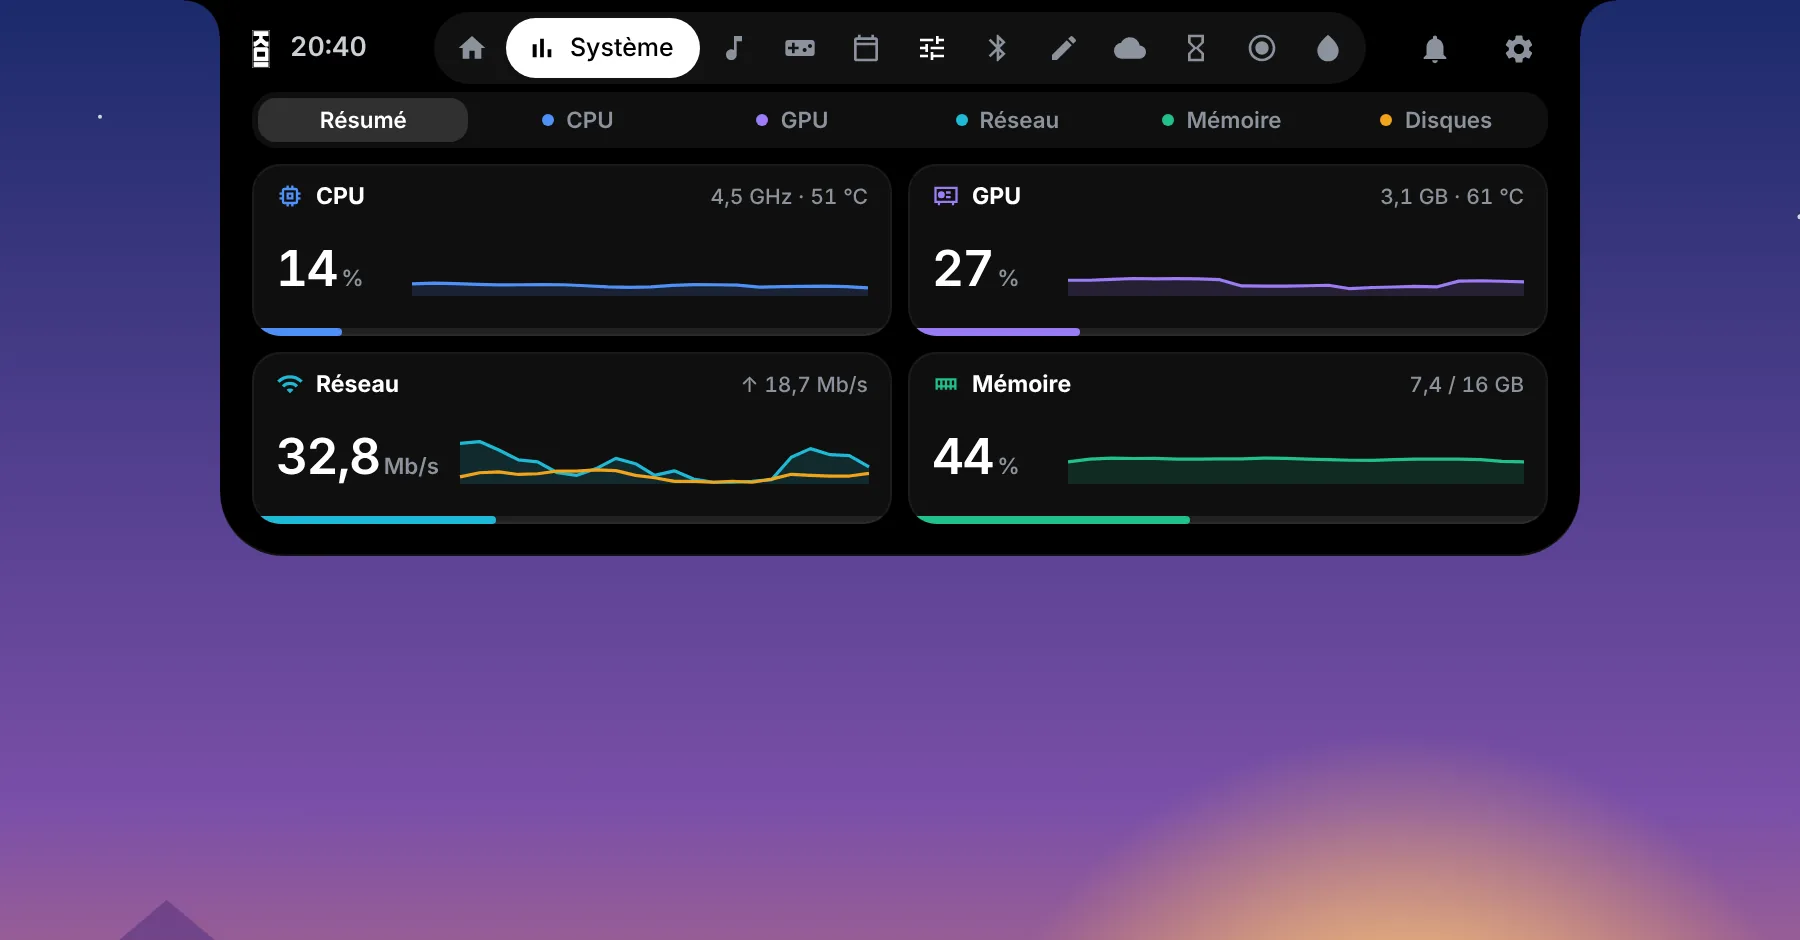 20:40
Système
Résumé
CPU
GPU
Réseau
Mémoire
Disques
CPU
4,5 GHz · 51 °C
14 %
GPU
3,1 GB · 61 °C
27 %
Réseau
↑ 18,7 Mb/s
32,8 Mb/s
Mémoire
7,4 / 16 GB
44 %